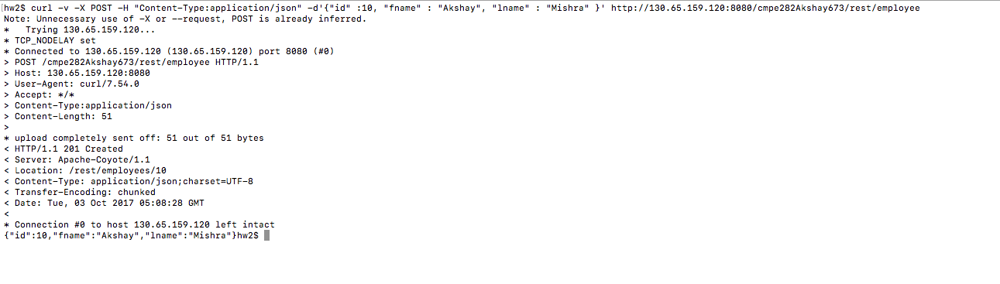 hw2$ curl -v -X POST -H "Content-Type:application/json" -d'{"id" :10, "fname" : "Akshay", "lname" : "Mishra" }' http://130.65.159.120:8080/cmpe282Akshay673/rest/employee
Note: Unnecessary use of -X or --request, POST is already inferred.
*   Trying 130.65.159.120...
* TCP_NODELAY set
* Connected to 130.65.159.120 (130.65.159.120) port 8080 (#0)
> POST /cmpe282Akshay673/rest/employee HTTP/1.1
> Host: 130.65.159.120:8080
> User-Agent: curl/7.54.0
> Accept: */*
> Content-Type:application/json
> Content-Length: 51
>
* upload completely sent off: 51 out of 51 bytes
< HTTP/1.1 201 Created
< Server: Apache-Coyote/1.1
< Location: /rest/employees/10
< Content-Type: application/json;charset=UTF-8
< Transfer-Encoding: chunked
< Date: Tue, 03 Oct 2017 05:08:28 GMT
<
* Connection #0 to host 130.65.159.120 left intact
{"id":10,"fname":"Akshay","lname":"Mishra"}hw2$